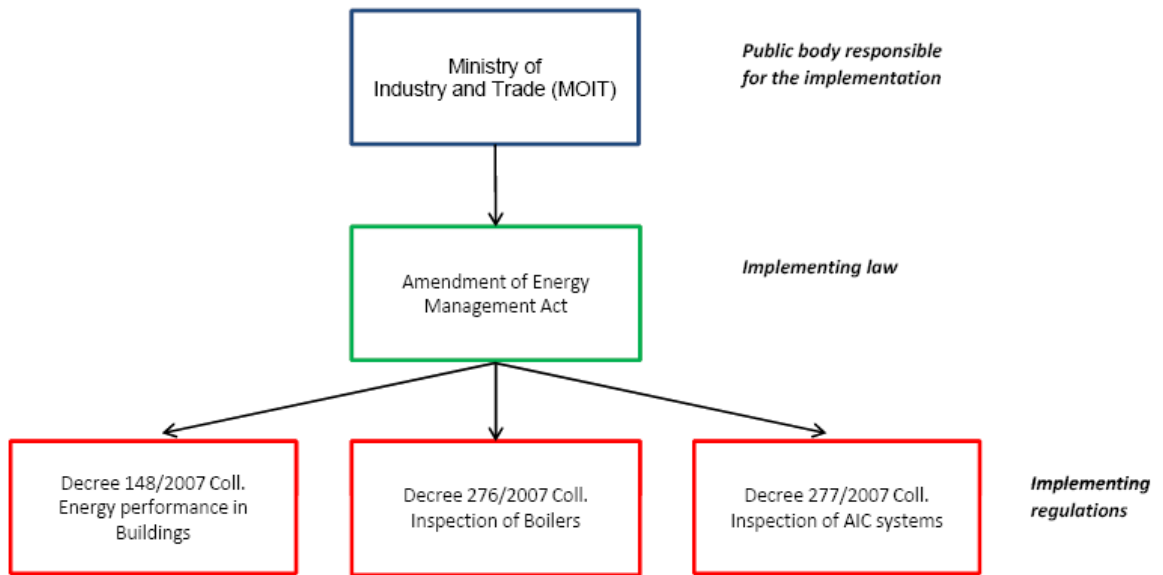 Ministry of
Industry and Trade (MOIT)
Public body responsible
for the implementation
Amendment of Energy
Management Act
Implementing law
Decree 148/2007 Coll.
Energy performance in
Buildings
Decree 276/2007 Coll.
Inspection of Boilers
Decree 277/2007 Coll.
Inspection of AIC systems
Implementing
regulations